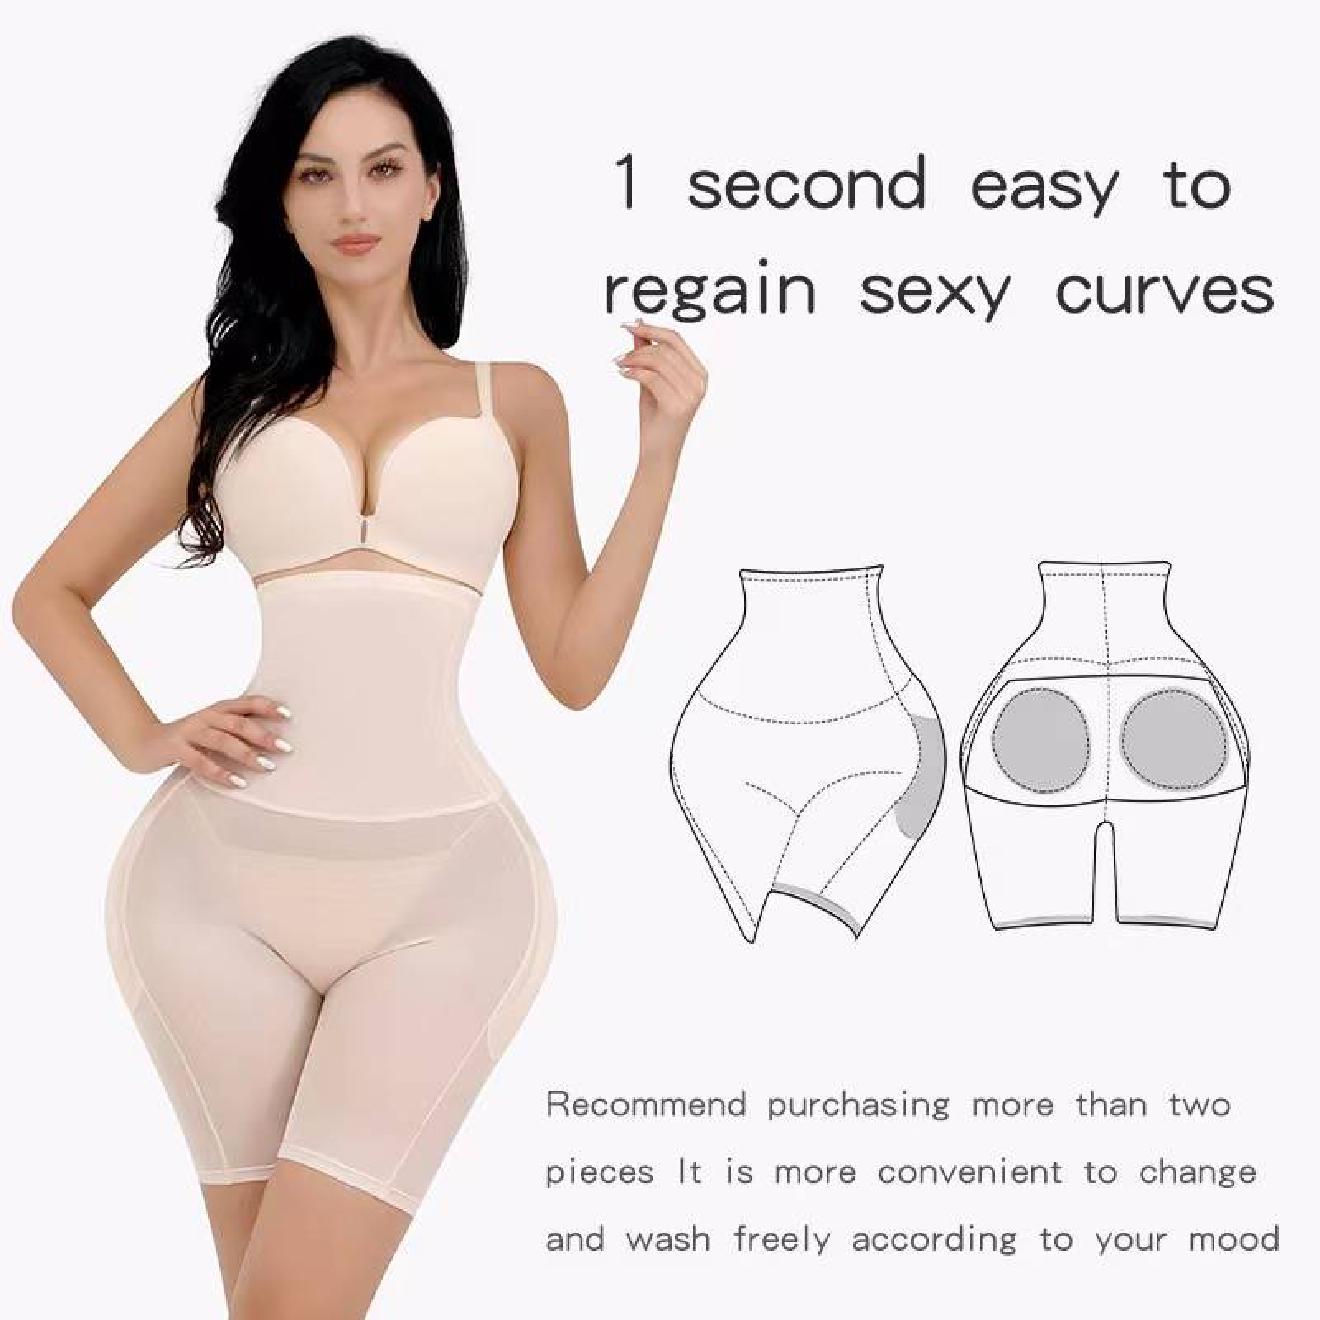 1 second easy to
regain sexy curves
Recommend purchasing more than two
pieces It is more convenient to change
and wash freely according to your mood